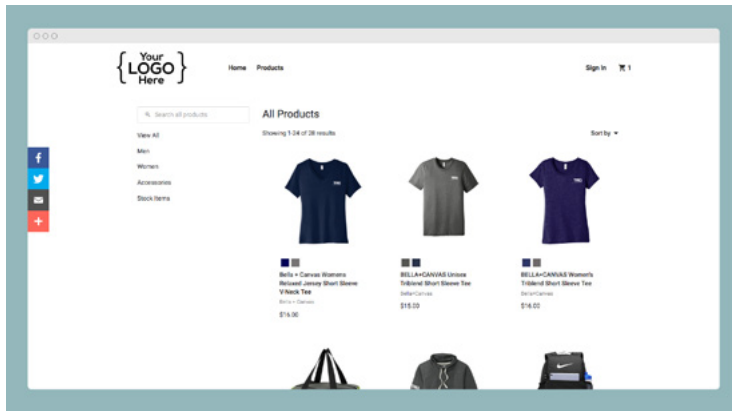 Your
LOGO
Here
Home Products
Sign In 1
Search all products
View All
Men
Women
Accessories
Stock Items
All Products
Showing 1-24 of 28 results
Sort by
Bella + Canvas Womens
Relaxed Jersey Short Sleeve
V-Neck Tee
Bella + Canvas
$16.00
BELLA+CANVAS Unisex
Triblend Short Sleeve Tee
Bella+Canvas
$15.00
BELLA+CANVAS Women's
Triblend Short Sleeve Tee
Bella+Canvas
$16.00